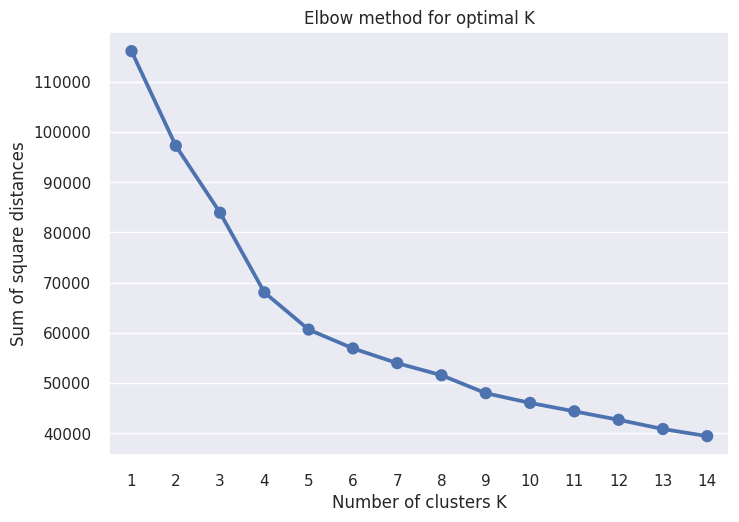 Elbow method for optimal K
Sum of square distances
110000
100000
90000
80000
70000
60000
50000
40000
1 2 3 4 5 6 7 8 9 10 11 12 13 14
Number of clusters K